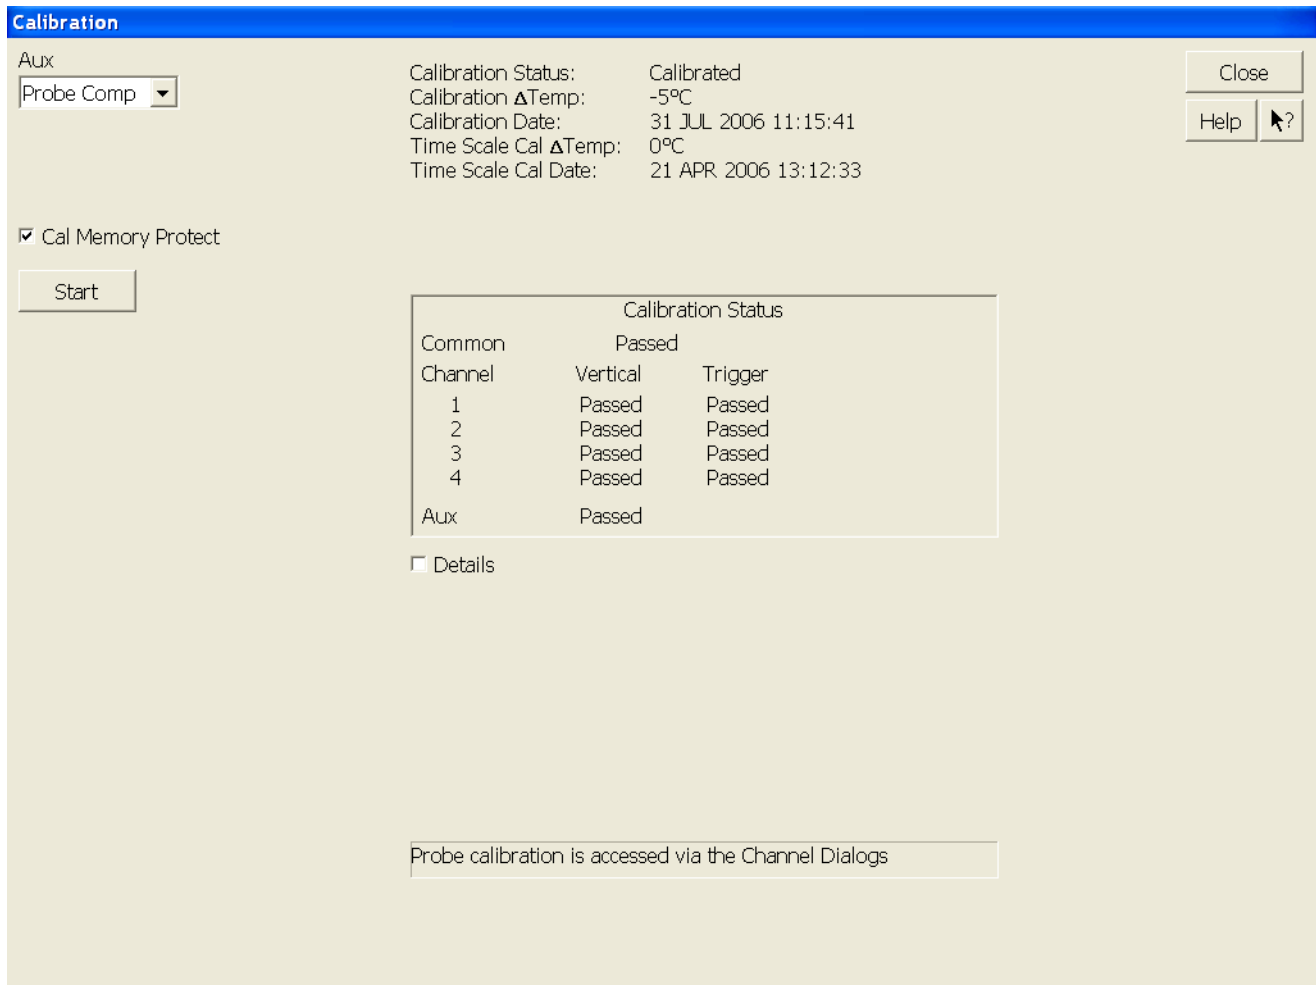 Calibration
Aux
Probe Comp
Calibration Status: Calibrated
Calibration ΔTemp: -5ºC
Calibration Date: 31 JUL 2006 11:15:41
Time Scale Cal ΔTemp: 0ºC
Time Scale Cal Date: 21 APR 2006 13:12:33
Close
Help ?
Cal Memory Protect
Start
Calibration Status
Common Passed
Channel Vertical Trigger
1 Passed Passed
2 Passed Passed
3 Passed Passed
4 Passed Passed
Aux Passed
Details
Probe calibration is accessed via the Channel Dialogs